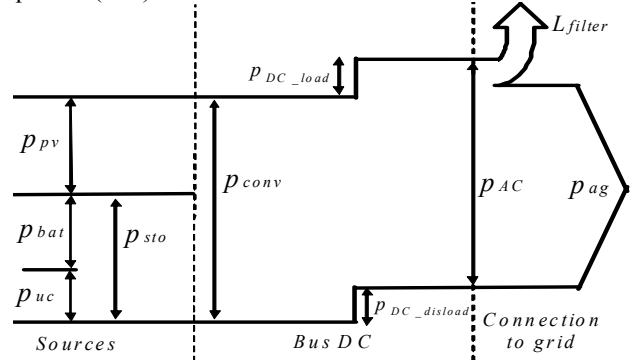 L filter
p DC_load
p pv
p conv
p AC
p ag
p bat
p sto
p uc
p DC_disload
Sources
Bus DC
Connection
to grid